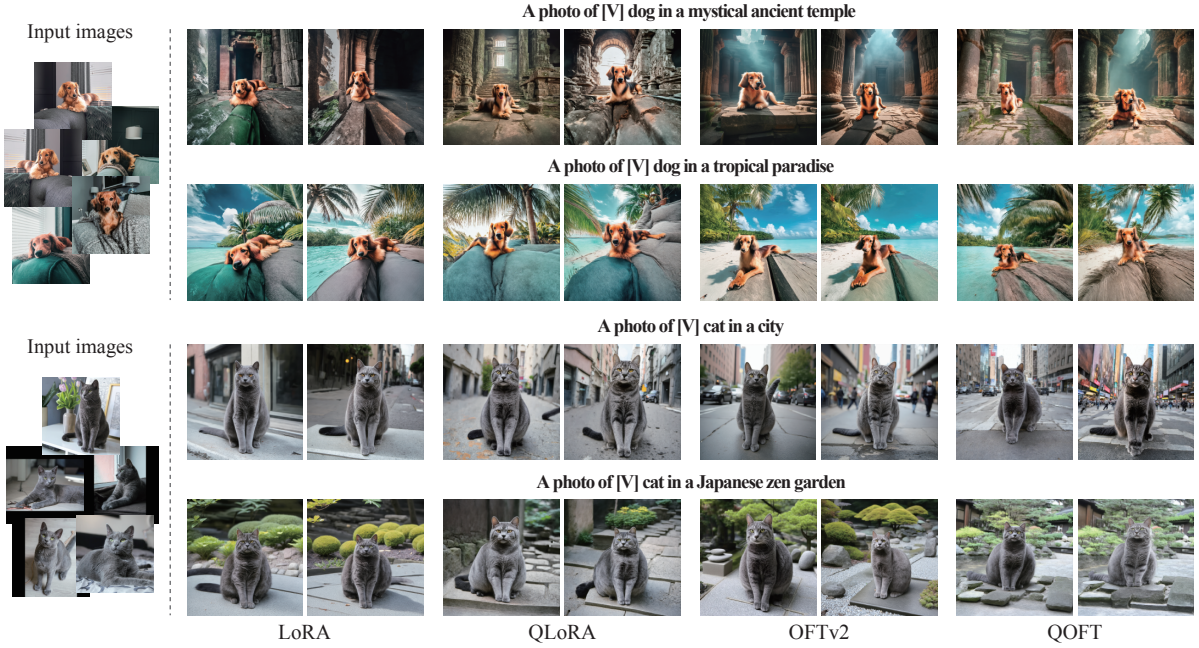 A photo of [V] dog in a mystical ancient temple
Input images
A photo of [V] dog in a tropical paradise
A photo of [V] cat in a city
Input images
A photo of [V] cat in a Japanese zen garden
LoRA QLoRA OFTv2 QOFT